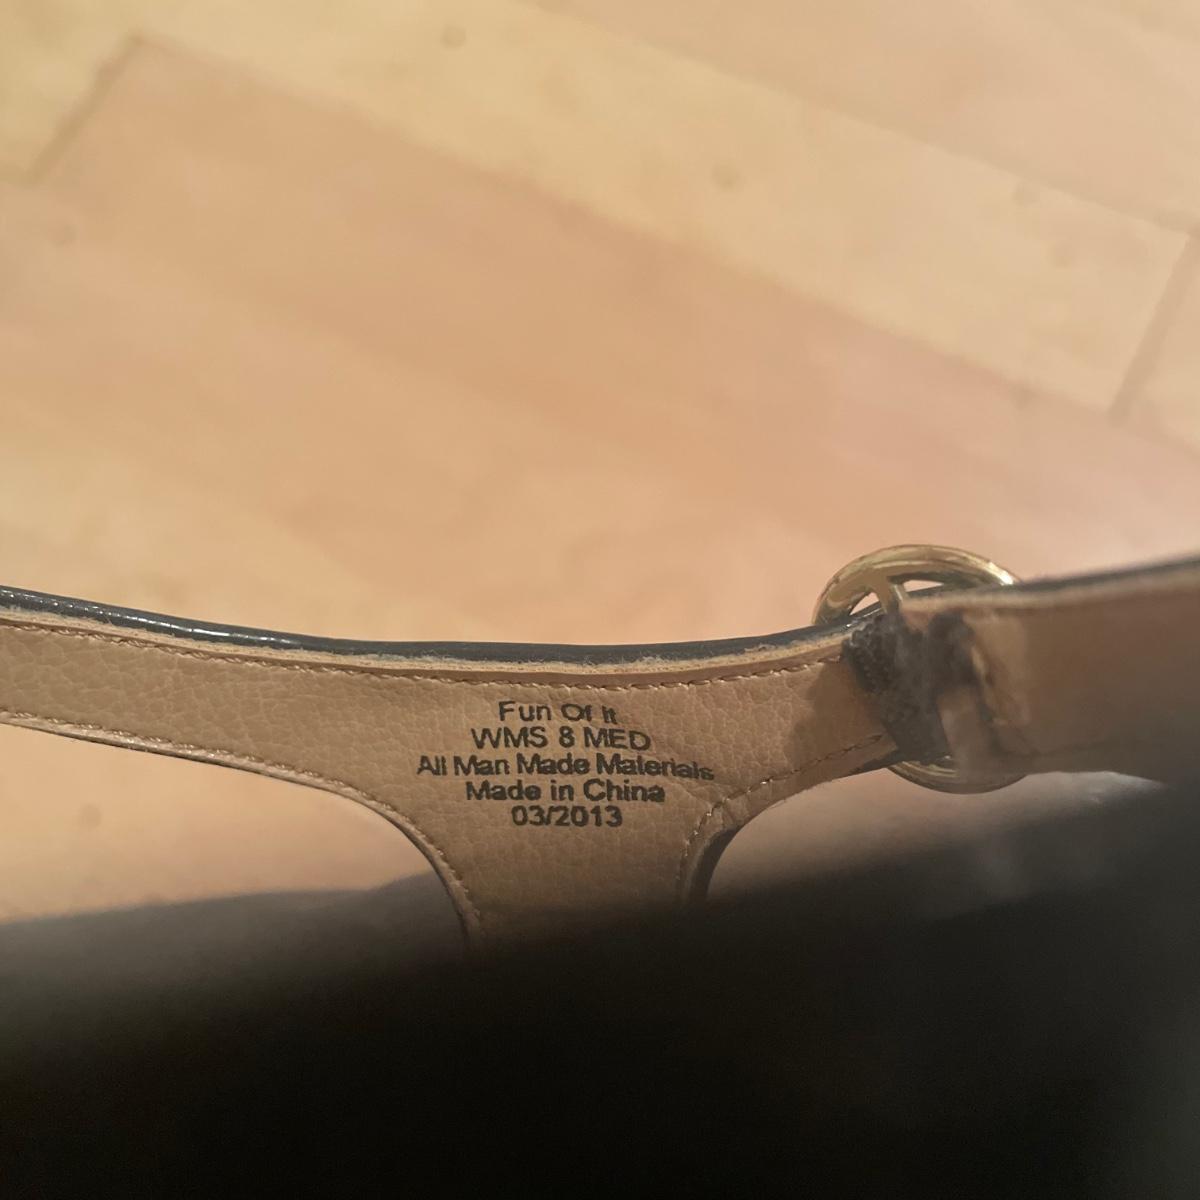 Fun Of It
WMS 8 MED
All Man Made Materials
Made in China
03/2013